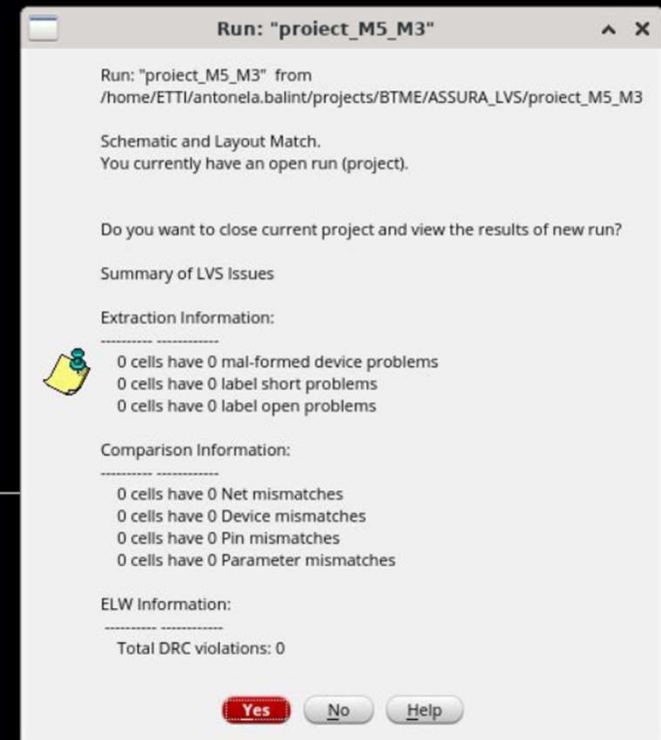 Run: "proiect_M5_M3"
Run: "proiect_M5_M3" from
/home/ETTI/antonela.balint/projects/BTME/ASSURA_LVS/proiect_M5_M3
Schematic and Layout Match.
You currently have an open run (project).
Do you want to close current project and view the results of new run?
Summary of LVS Issues
Extraction Information:
---------- ------------
0 cells have 0 mal-formed device problems
0 cells have 0 label short problems
0 cells have 0 label open problems
Comparison Information:
---------- ------------
0 cells have 0 Net mismatches
0 cells have 0 Device mismatches
0 cells have 0 Pin mismatches
0 cells have 0 Parameter mismatches
ELW Information:
---------- ------------
Total DRC violations: 0
Yes No Help